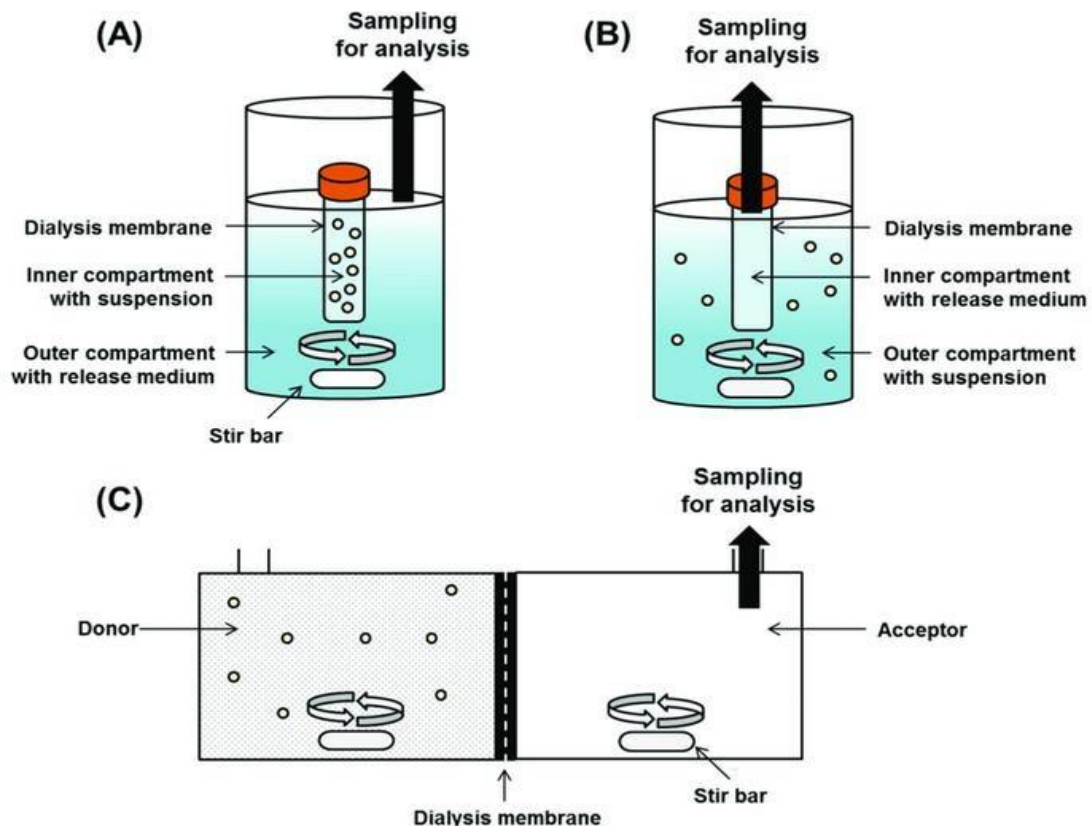 (A)
Sampling
for analysis
Dialysis membrane
Inner compartment
with suspension
Outer compartment
with release medium
Stir bar
(B)
Sampling
for analysis
Dialysis membrane
Inner compartment
with release medium
Outer compartment
with suspension
(C)
Sampling
for analysis
Donor
Acceptor
Stir bar
Dialysis membrane